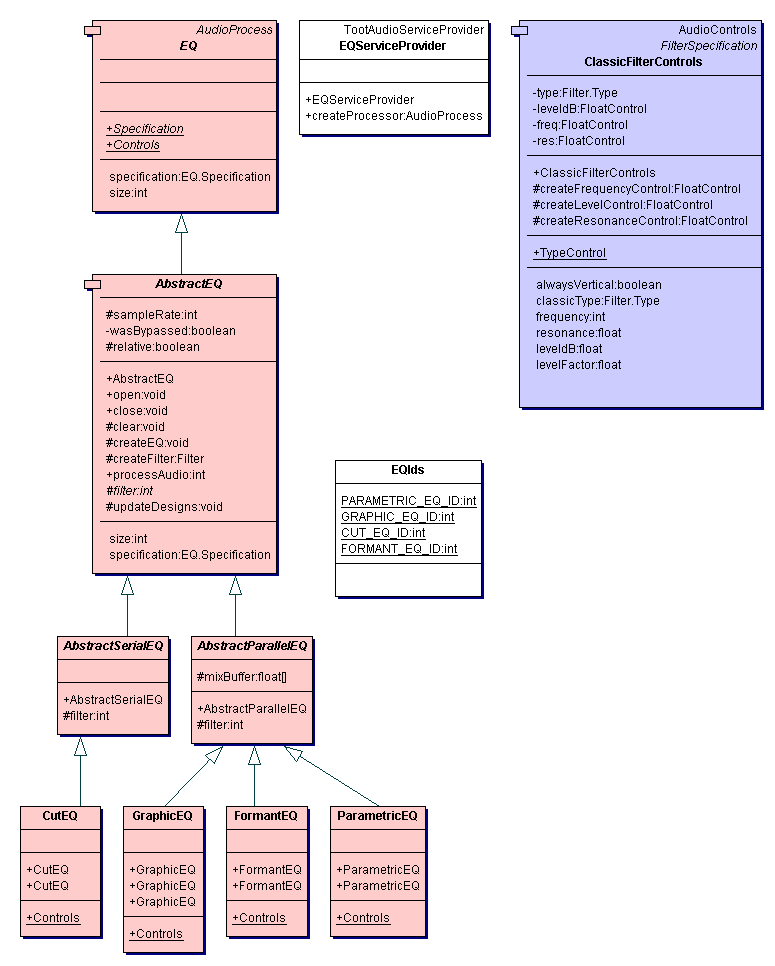 AudioProcess
EQ
+Specification
+Controls
specification:EQ.Specification
size:int
TootAudioServiceProvider
EQServiceProvider
+EQServiceProvider
+createProcessor:AudioProcess
AudioControls
FilterSpecification
ClassicFilterControls
-type:Filter.Type
-leveldB:FloatControl
-freq:FloatControl
-res:FloatControl
+ClassicFilterControls
#createFrequencyControl:FloatControl
#createLevelControl:FloatControl
#createResonanceControl:FloatControl
+TypeControl
alwaysVertical:boolean
classicType:Filter.Type
frequency:int
resonance:float
leveldB:float
levelFactor:float
AbstractEQ
#sampleRate:int
-wasBypassed:boolean
#relative:boolean
+AbstractEQ
+open:void
+close:void
#clear:void
#createEQ:void
#createFilter:Filter
+processAudio:int
#filter:int
#updateDesigns:void
size:int
specification:EQ.Specification
EQIds
PARAMETRIC_EQ_ID:int
GRAPHIC_EQ_ID:int
CUT_EQ_ID:int
FORMANT_EQ_ID:int
AbstractSerialEQ
+AbstractSerialEQ
#filter:int
AbstractParallelEQ
#mixBuffer:float[]
+AbstractParallelEQ
#filter:int
CutEQ
+CutEQ
+CutEQ
+Controls
GraphicEQ
+GraphicEQ
+GraphicEQ
+GraphicEQ
+Controls
FormantEQ
+FormantEQ
+FormantEQ
+Controls
ParametricEQ
+ParametricEQ
+ParametricEQ
+Controls